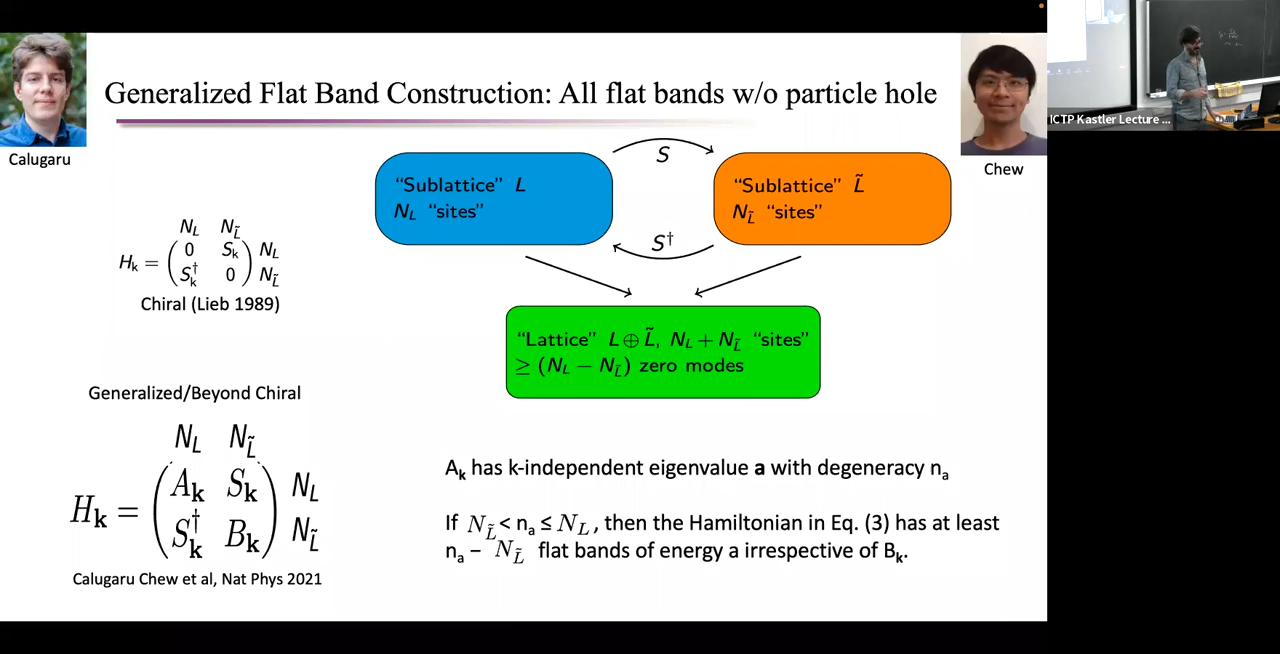 Generalized Flat Band Construction: All flat bands w/o particle hole
Calugaru
Chew
ICTP Kastler Lecture ...
S
"Sublattice" L
N_L "sites"
"Sublattice" L̃
N_L̃ "sites"
S†
N_L N_L̃
H_k = ( 0 S_k ) N_L
( S_k† 0 ) N_L̃
Chiral (Lieb 1989)
"Lattice" L ⊕ L̃, N_L + N_L̃ "sites"
≥ (N_L − N_L̃) zero modes
Generalized/Beyond Chiral
N_L N_L̃
H_k = ( A_k S_k ) N_L
( S_k† B_k ) N_L̃
Calugaru Chew et al, Nat Phys 2021
A_k has k-independent eigenvalue a with degeneracy n_a
If N_L̃ < n_a ≤ N_L, then the Hamiltonian in Eq. (3) has at least
n_a − N_L̃ flat bands of energy a irrespective of B_k.